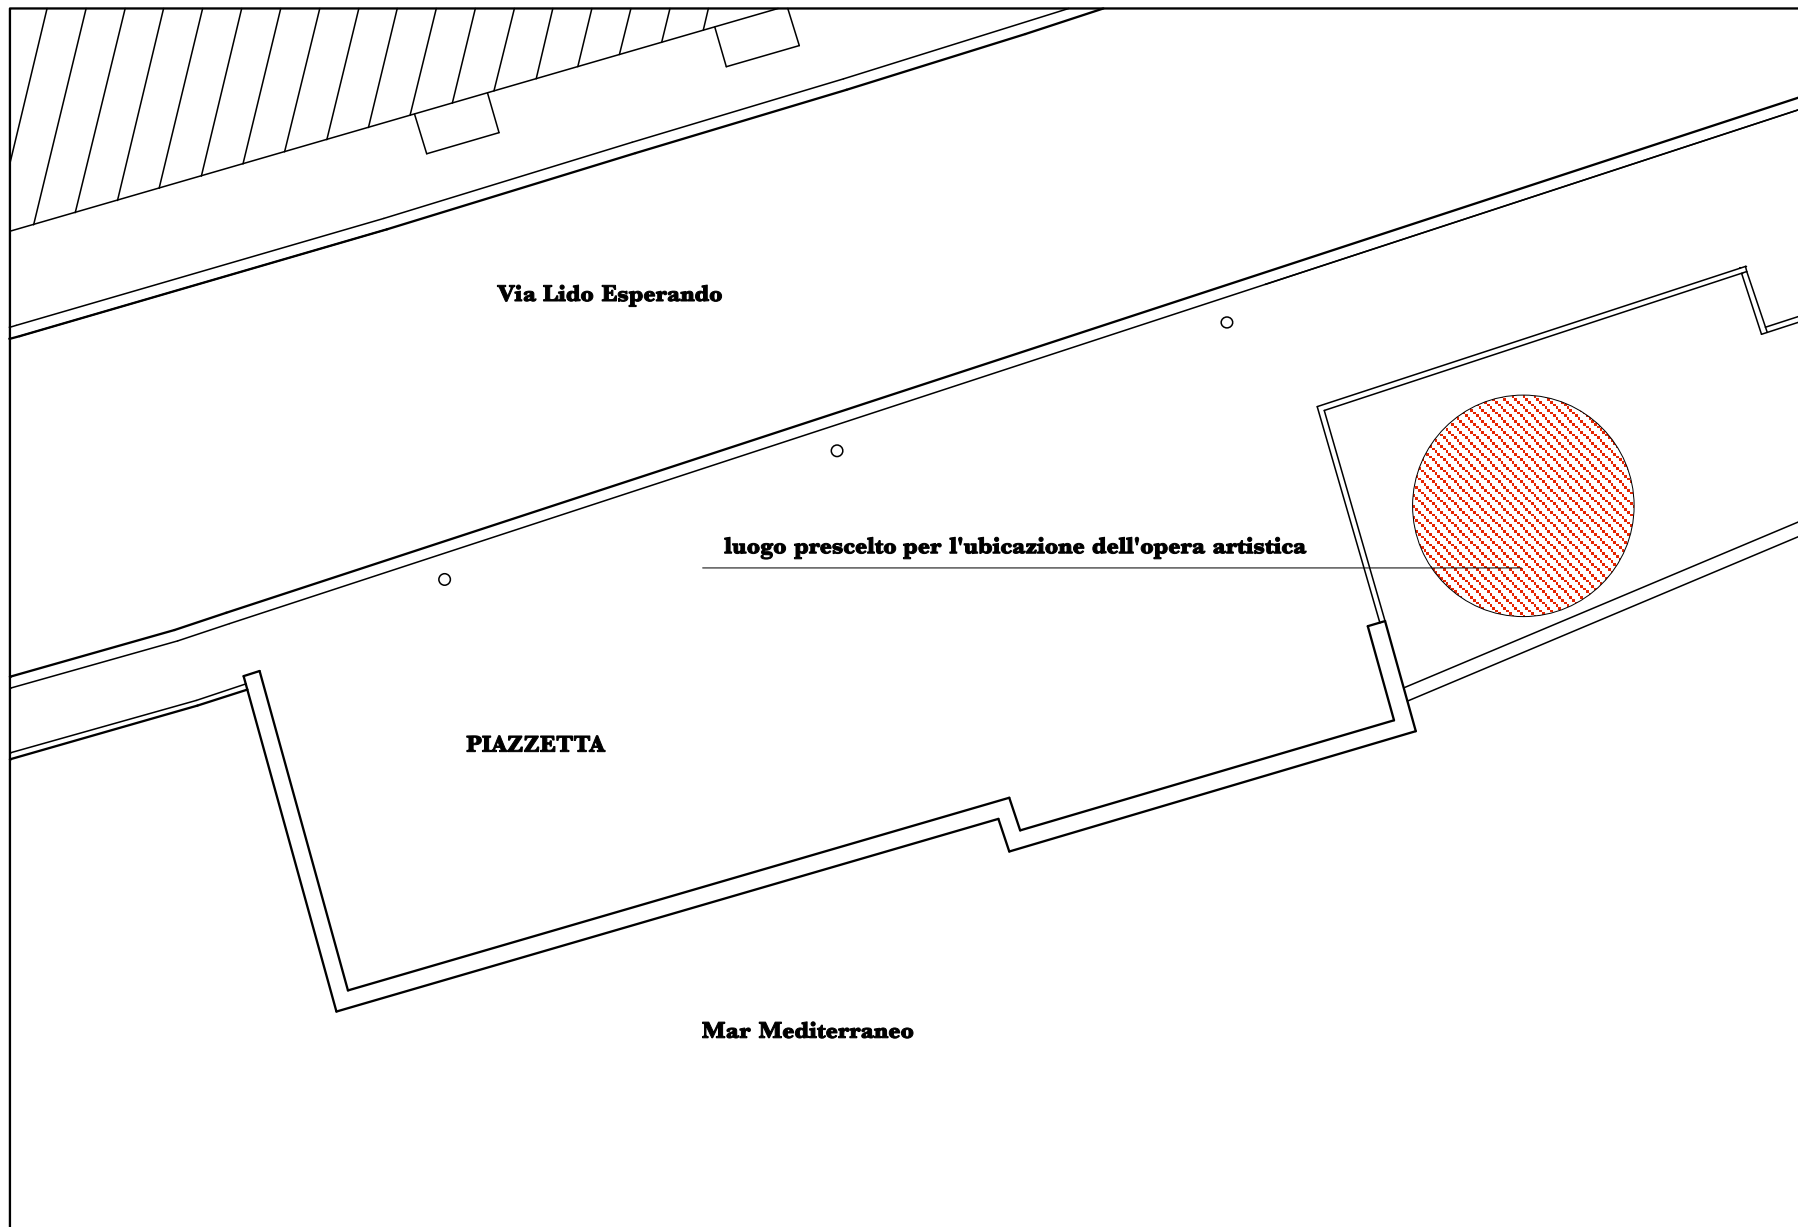 Via Lido Esperando
luogo prescelto per l'ubicazione dell'opera artistica
PIAZZETTA
Mar Mediterraneo